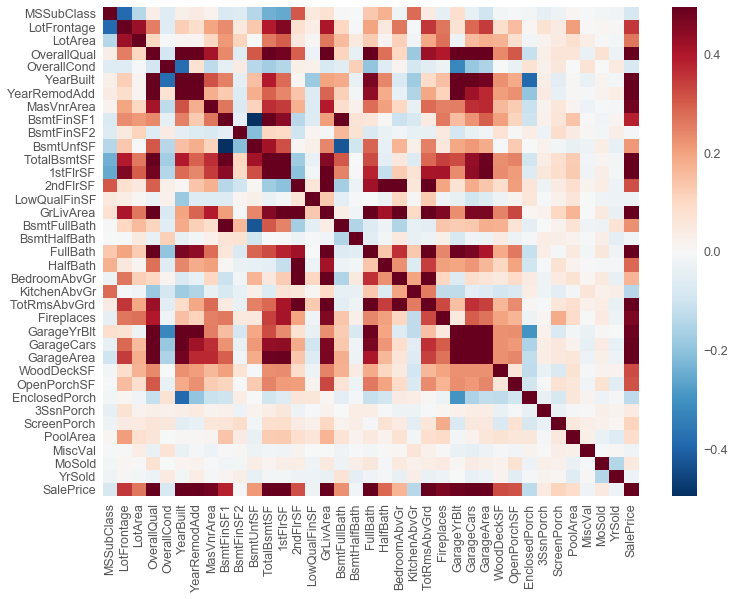 MSSubClass
LotFrontage
LotArea
OverallQual
OverallCond
YearBuilt
YearRemodAdd
MasVnrArea
BsmtFinSF1
BsmtFinSF2
BsmtUnfSF
TotalBsmtSF
1stFlrSF
2ndFlrSF
LowQualFinSF
GrLivArea
BsmtFullBath
BsmtHalfBath
FullBath
HalfBath
BedroomAbvGr
KitchenAbvGr
TotRmsAbvGrd
Fireplaces
GarageYrBlt
GarageCars
GarageArea
WoodDeckSF
OpenPorchSF
EnclosedPorch
3SsnPorch
ScreenPorch
PoolArea
MiscVal
MoSold
YrSold
SalePrice
MSSubClass
LotFrontage
LotArea
OverallQual
OverallCond
YearBuilt
YearRemodAdd
MasVnrArea
BsmtFinSF1
BsmtFinSF2
BsmtUnfSF
TotalBsmtSF
1stFlrSF
2ndFlrSF
LowQualFinSF
GrLivArea
BsmtFullBath
BsmtHalfBath
FullBath
HalfBath
BedroomAbvGr
KitchenAbvGr
TotRmsAbvGrd
Fireplaces
GarageYrBlt
GarageCars
GarageArea
WoodDeckSF
OpenPorchSF
EnclosedPorch
3SsnPorch
ScreenPorch
PoolArea
MiscVal
MoSold
YrSold
SalePrice
0.4
0.2
0.0
−0.2
−0.4